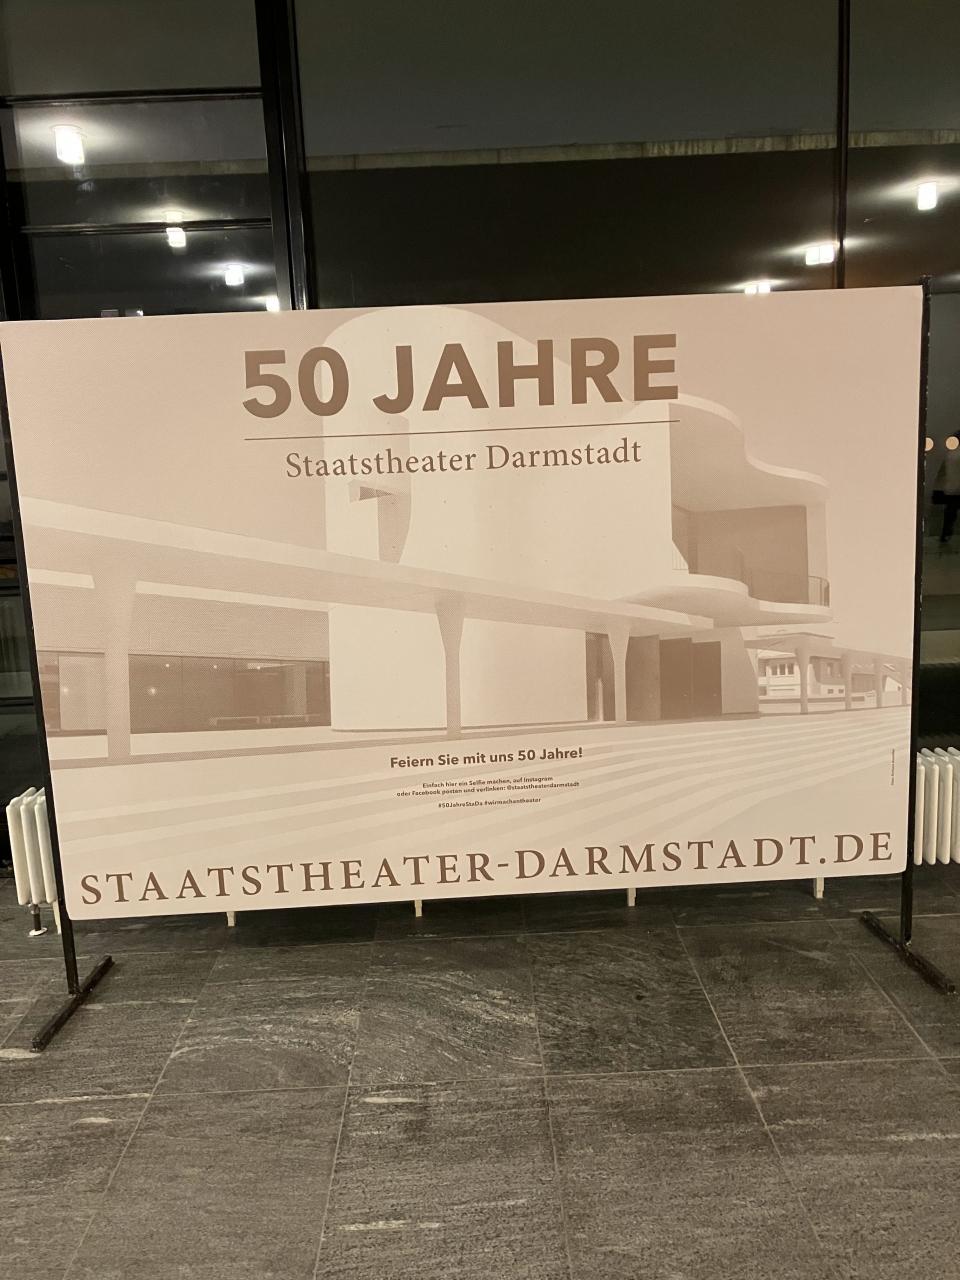 50 JAHRE
Staatstheater Darmstadt
Feiern Sie mit uns 50 Jahre!
Einfach hier ein Selfie machen, auf Instagram
oder Facebook posten und verlinken: @staatstheaterdarmstadt
#50JahreStaDa #wirmachentheater
STAATSTHEATER-DARMSTADT.DE